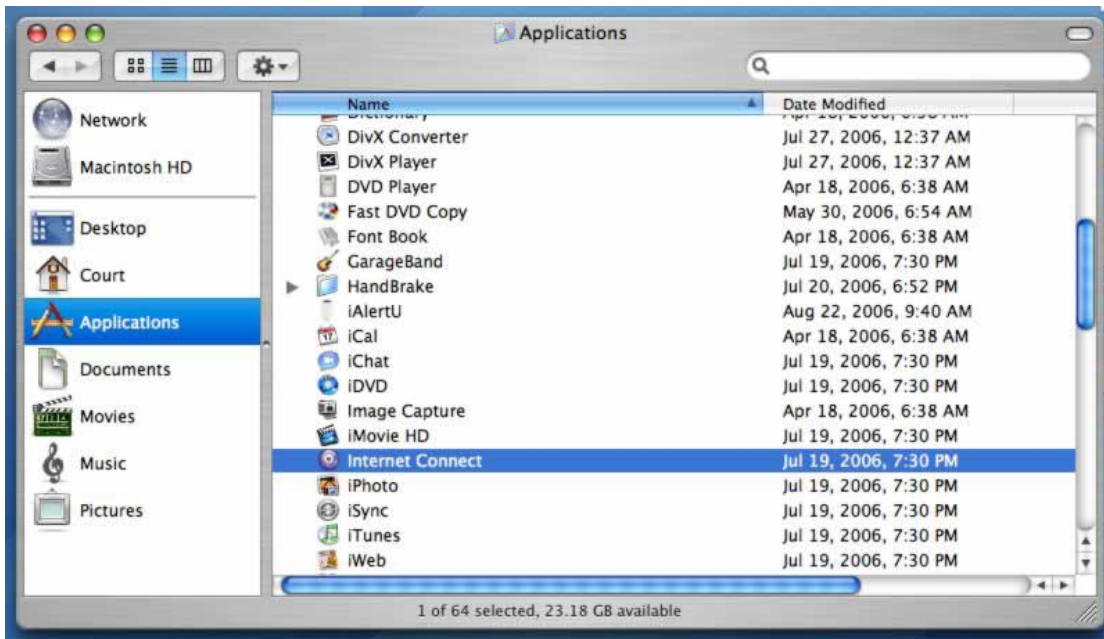 Applications
Name Date Modified
Dictionary Apr 18, 2006, 6:38 AM
DivX Converter Jul 27, 2006, 12:37 AM
DivX Player Jul 27, 2006, 12:37 AM
DVD Player Apr 18, 2006, 6:38 AM
Fast DVD Copy May 30, 2006, 6:54 AM
Font Book Apr 18, 2006, 6:38 AM
GarageBand Jul 19, 2006, 7:30 PM
HandBrake Jul 20, 2006, 6:52 PM
iAlertU Aug 22, 2006, 9:40 AM
iCal Apr 18, 2006, 6:38 AM
iChat Jul 19, 2006, 7:30 PM
iDVD Jul 19, 2006, 7:30 PM
Image Capture Apr 18, 2006, 6:38 AM
iMovie HD Jul 19, 2006, 7:30 PM
Internet Connect Jul 19, 2006, 7:30 PM
iPhoto Jul 19, 2006, 7:30 PM
iSync Jul 19, 2006, 7:30 PM
iTunes Jul 19, 2006, 7:30 PM
iWeb Jul 19, 2006, 7:30 PM
Network
Macintosh HD
Desktop
Court
Applications
Documents
Movies
Music
Pictures
1 of 64 selected, 23.18 GB available